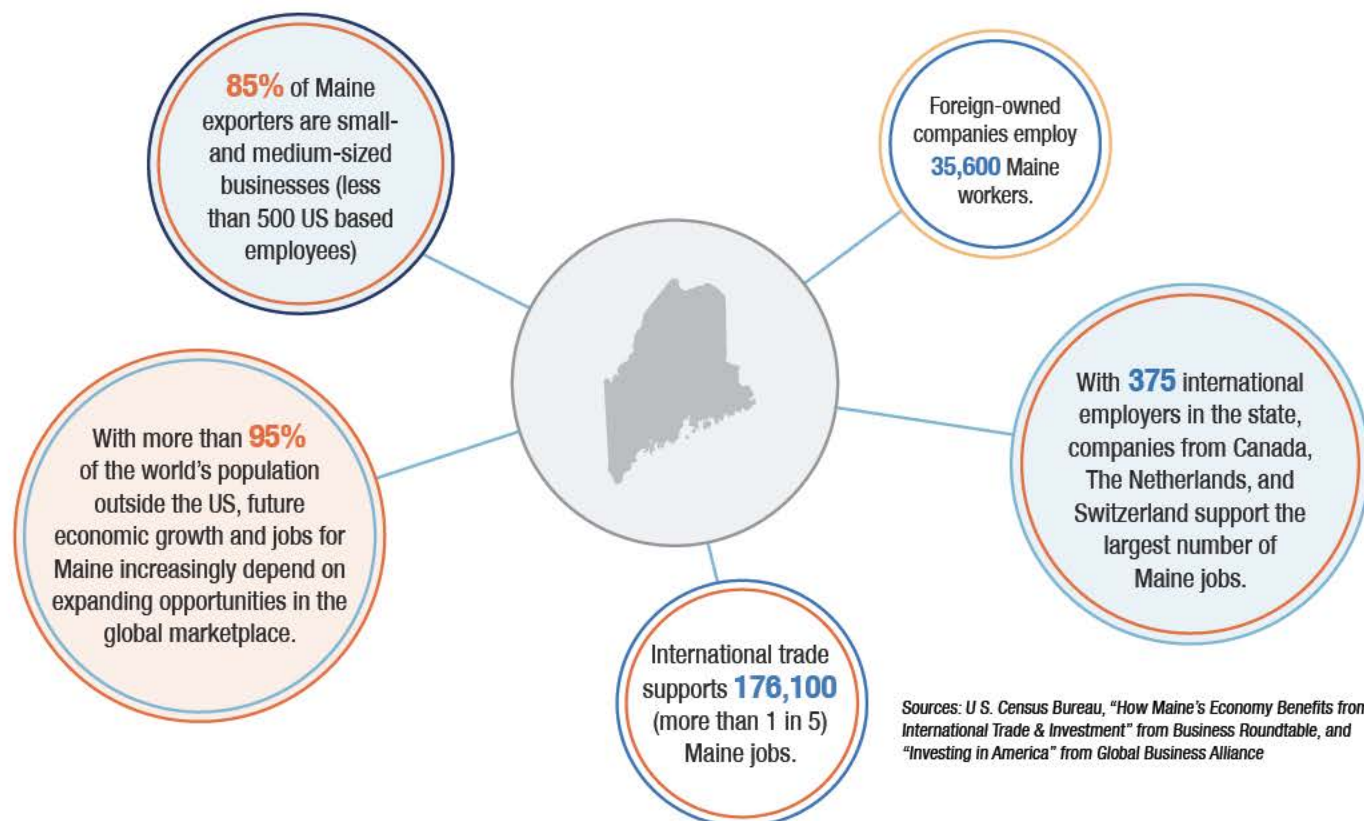 85% of Maine
exporters are small-
and medium-sized
businesses (less
than 500 US based
employees)
Foreign-owned
companies employ
35,600 Maine
workers.
With more than 95%
of the world's population
outside the US, future
economic growth and jobs for
Maine increasingly depend on
expanding opportunities in the
global marketplace.
With 375 international
employers in the state,
companies from Canada,
The Netherlands, and
Switzerland support the
largest number of
Maine jobs.
International trade
supports 176,100
(more than 1 in 5)
Maine jobs.
Sources: U S. Census Bureau, "How Maine's Economy Benefits from
International Trade & Investment" from Business Roundtable, and
"Investing in America" from Global Business Alliance